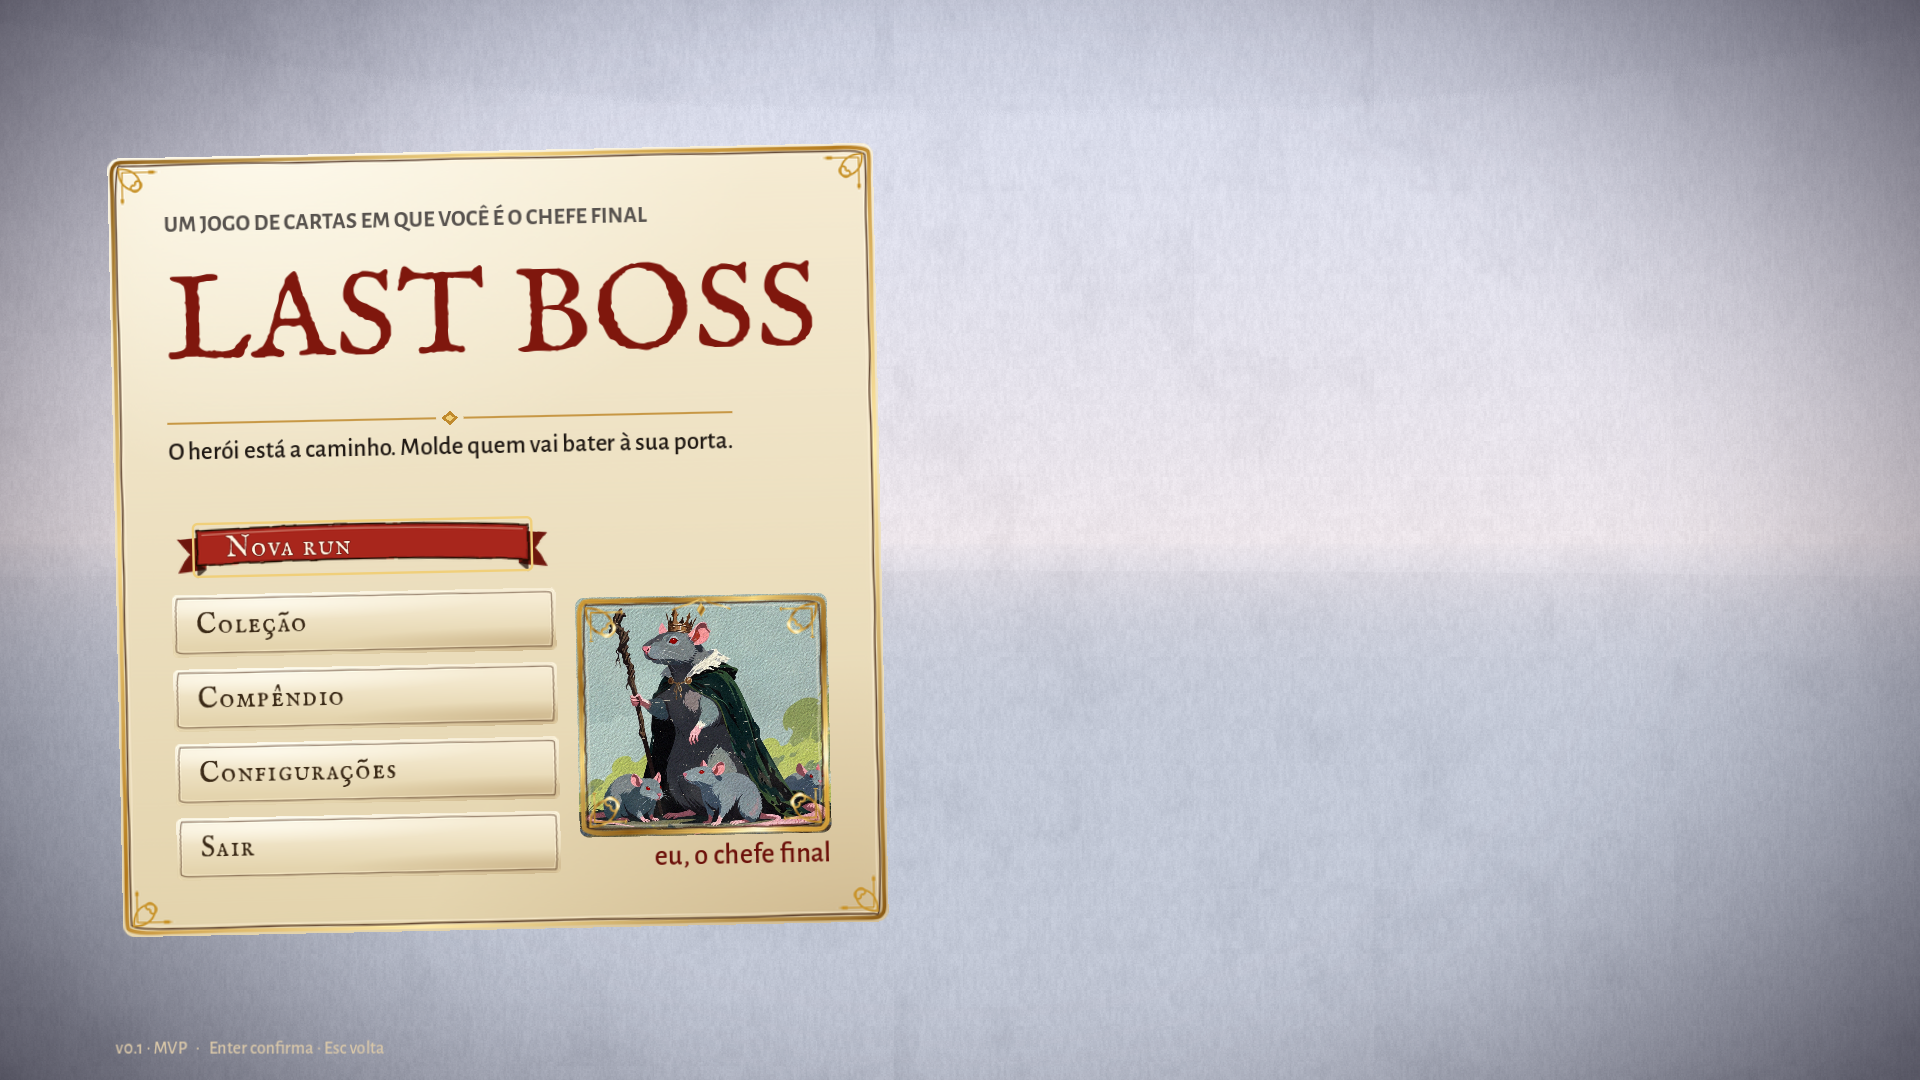 UM JOGO DE CARTAS EM QUE VOCÊ É O CHEFE FINAL
LAST BOSS
O herói está a caminho. Molde quem vai bater à sua porta.
Nova run
Coleção
Compêndio
Configurações
Sair
eu, o chefe final
v0.1 · MVP · Enter confirma · Esc volta